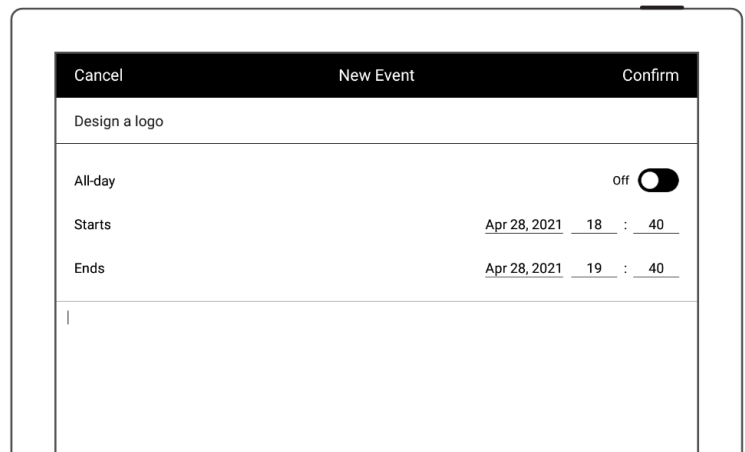 Cancel New Event Confirm
Design a logo
All-day Off
Starts Apr 28, 2021 18 : 40
Ends Apr 28, 2021 19 : 40